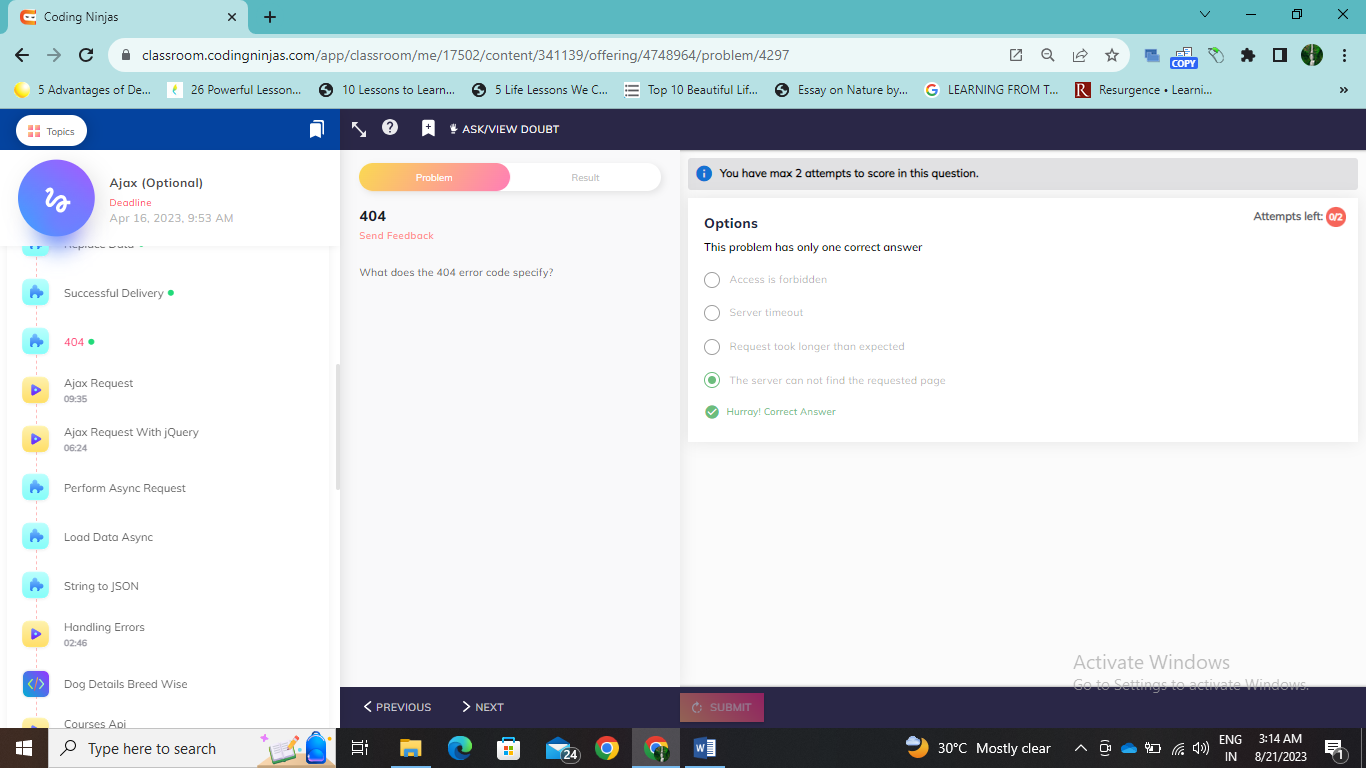 Coding Ninjas
classroom.codingninjas.com/app/classroom/me/17502/content/341139/offering/4748964/problem/4297
COPY
5 Advantages of De...
26 Powerful Lesson...
10 Lessons to Learn...
5 Life Lessons We C...
Top 10 Beautiful Lif...
Essay on Nature by...
LEARNING FROM T...
Resurgence • Learni...
Topics
ASK/VIEW DOUBT
Ajax (Optional)
Deadline
Apr 16, 2023, 9:53 AM
Replace Data
Successful Delivery
404
Ajax Request
09:35
Ajax Request With jQuery
06:24
Perform Async Request
Load Data Async
String to JSON
Handling Errors
02:46
Dog Details Breed Wise
Courses Api
Problem
Result
404
Send Feedback
What does the 404 error code specify?
You have max 2 attempts to score in this question.
Options
Attempts left: 0/2
This problem has only one correct answer
Access is forbidden
Server timeout
Request took longer than expected
The server can not find the requested page
Hurray! Correct Answer
Activate Windows
Go to Settings to activate Windows.
PREVIOUS
NEXT
SUBMIT
Type here to search
24
30°C Mostly clear
ENG
IN
3:14 AM
8/21/2023
1